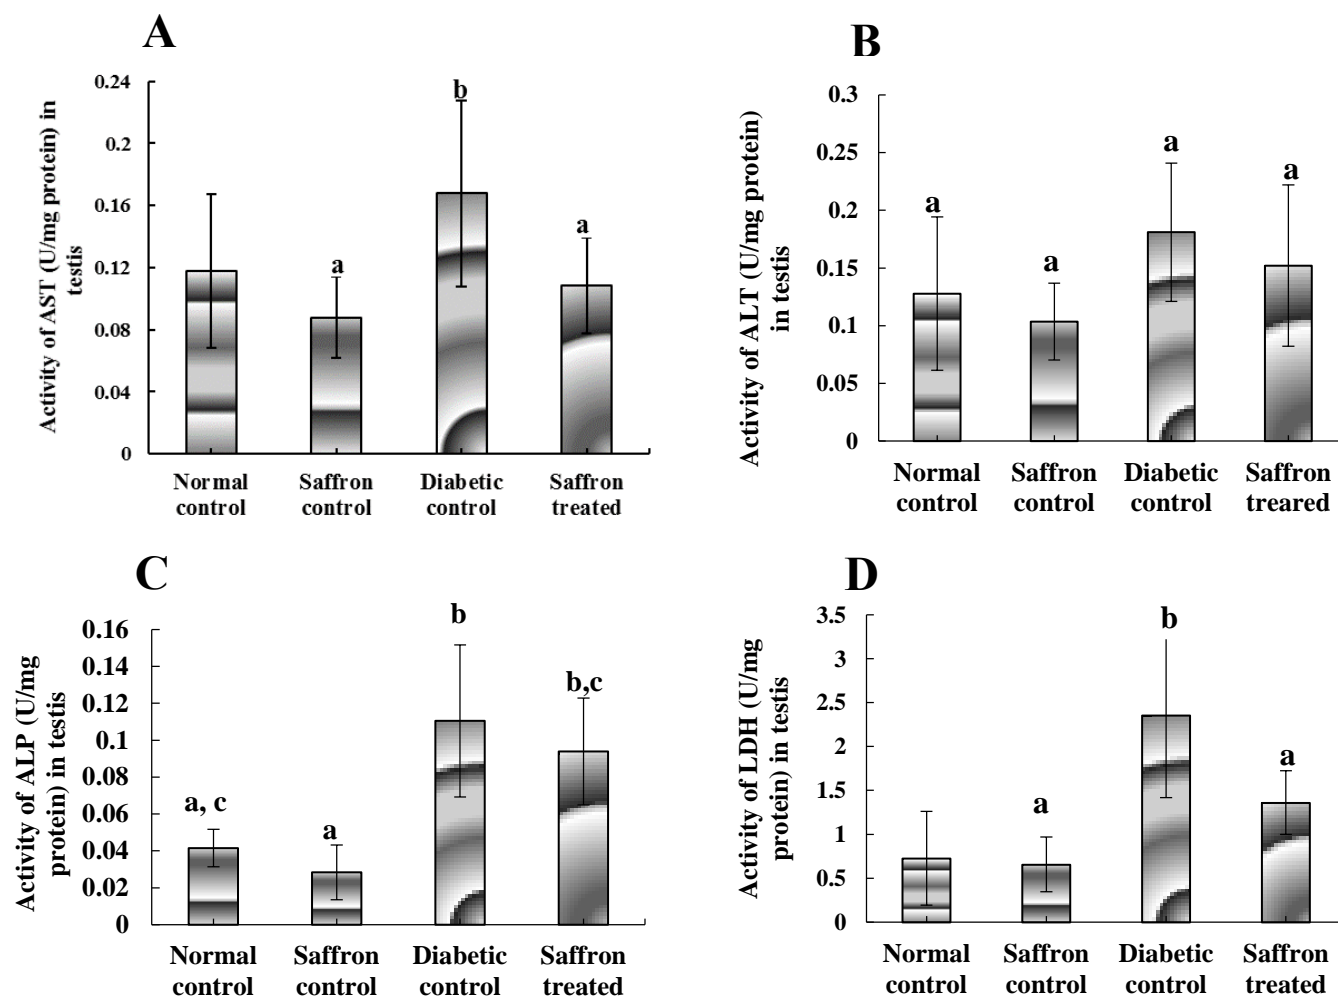 A
Activity of AST (U/mg protein) in
testis
0.24
0.2
0.16
0.12
0.08
0.04
0
a
b
a
Normal
control
Saffron
control
Diabetic
control
Saffron
treated
B
Activity of ALT (U/mg protein)
in testis
0.3
0.25
0.2
0.15
0.1
0.05
0
a
a
a
a
Normal
control
Saffron
control
Diabetic
control
Saffron
treared
C
Activity of ALP (U/mg
protein) in testis
0.16
0.14
0.12
0.1
0.08
0.06
0.04
0.02
0
a, c
a
b
b,c
Normal
control
Saffron
control
Diabetic
control
Saffron
treated
D
Activity of LDH (U/mg
protein) in testis
3.5
3
2.5
2
1.5
1
0.5
0
a
b
a
Normal
control
Saffron
control
Diabetic
control
Saffron
treated